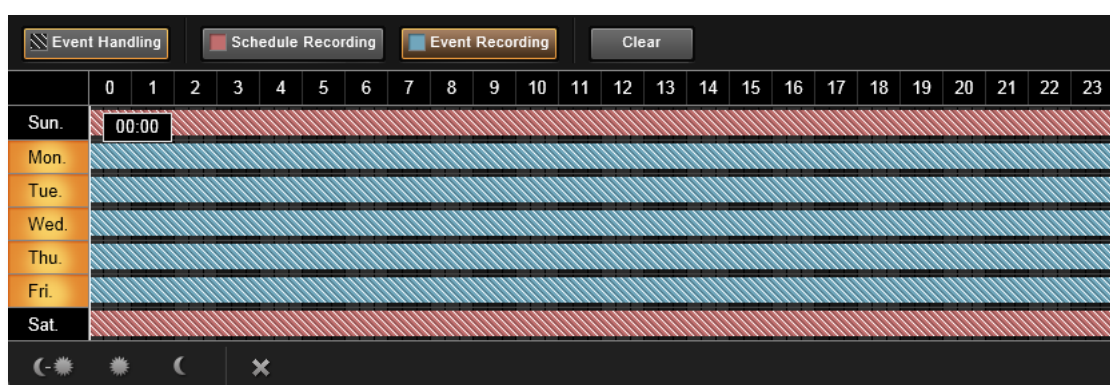 Event Handling Schedule Recording Event Recording Clear
0 1 2 3 4 5 6 7 8 9 10 11 12 13 14 15 16 17 18 19 20 21 22 23
Sun. 00:00
Mon.
Tue.
Wed.
Thu.
Fri.
Sat.